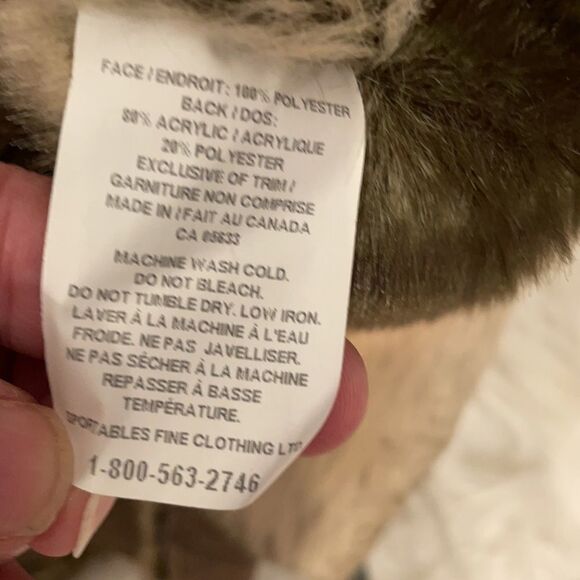 FACE / ENDROIT: 100% POLYESTER
BACK / DOS:
80% ACRYLIC / ACRYLIQUE
20% POLYESTER
EXCLUSIVE OF TRIM /
GARNITURE NON COMPRISE
MADE IN / FAIT AU CANADA
CA 05633
MACHINE WASH COLD.
DO NOT BLEACH.
DO NOT TUMBLE DRY. LOW IRON.
LAVER À LA MACHINE À L'EAU
FROIDE. NE PAS JAVELLISER.
NE PAS SÉCHER À LA MACHINE
REPASSER À BASSE
TEMPÉRATURE.
SPORTABLES FINE CLOTHING LTD
1-800-563-2746